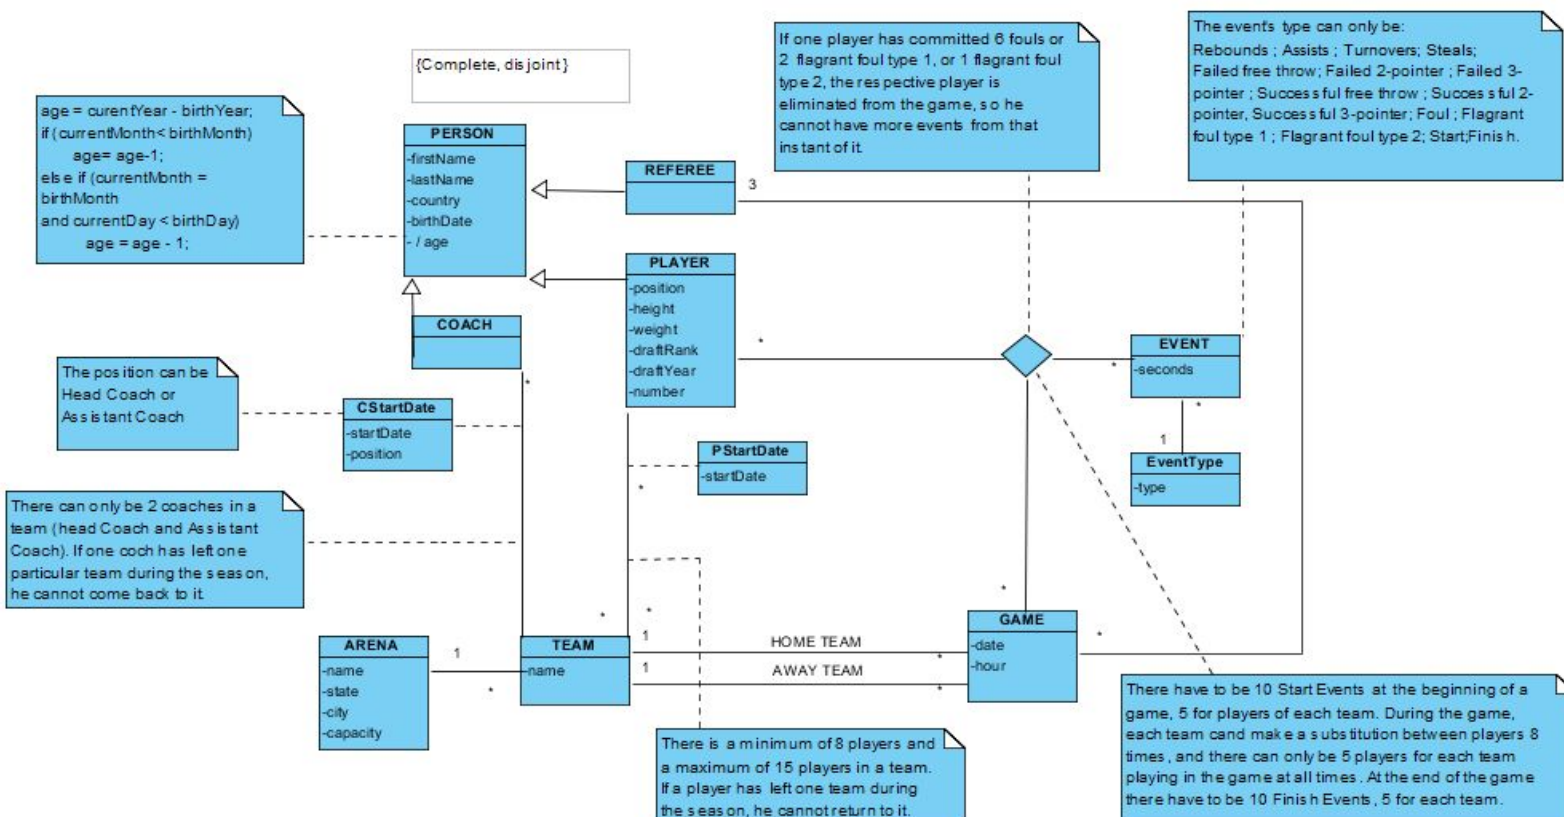 {Complete, disjoint}
age = curentYear - birthYear;
if (currentMonth< birthMonth)
age= age-1;
else if (currentMonth =
birthMonth
and currentDay < birthDay)
age = age - 1;
PERSON
-firstName
-lastName
-country
-birthDate
- / age
If one player has committed 6 fouls or
2 flagrant foul type 1, or 1 flagrant foul
type 2, the respective player is
eliminated from the game, so he
cannot have more events from that
instant of it.
The event's type can only be:
Rebounds ; Assists ; Turnovers; Steals;
Failed free throw; Failed 2-pointer ; Failed 3-
pointer ; Successful free throw ; Successful 2-
pointer, Successful 3-pointer; Foul ; Flagrant
foul type 1 ; Flagrant foul type 2; Start;Finish.
REFEREE
3
PLAYER
-position
-height
-weight
-draftRank
-draftYear
-number
*
COACH
*
EVENT
-seconds
*
*
1
EventType
-type
The position can be
Head Coach or
Assistant Coach
CStartDate
-startDate
-position
PStartDate
-startDate
*
There can only be 2 coaches in a
team (head Coach and Assistant
Coach). If one coch has left one
particular team during the season,
he cannot come back to it.
ARENA
-name
-state
-city
-capacity
1
*
TEAM
-name
*
*
1
HOME TEAM
*
1
AWAY TEAM
*
*
GAME
-date
-hour
*
There is a minimum of 8 players and
a maximum of 15 players in a team.
If a player has left one team during
the season, he cannot return to it.
There have to be 10 Start Events at the beginning of a
game, 5 for players of each team. During the game,
each team cand make a substitution between players 8
times, and there can only be 5 players for each team
playing in the game at all times. At the end of the game
there have to be 10 Finish Events, 5 for each team.